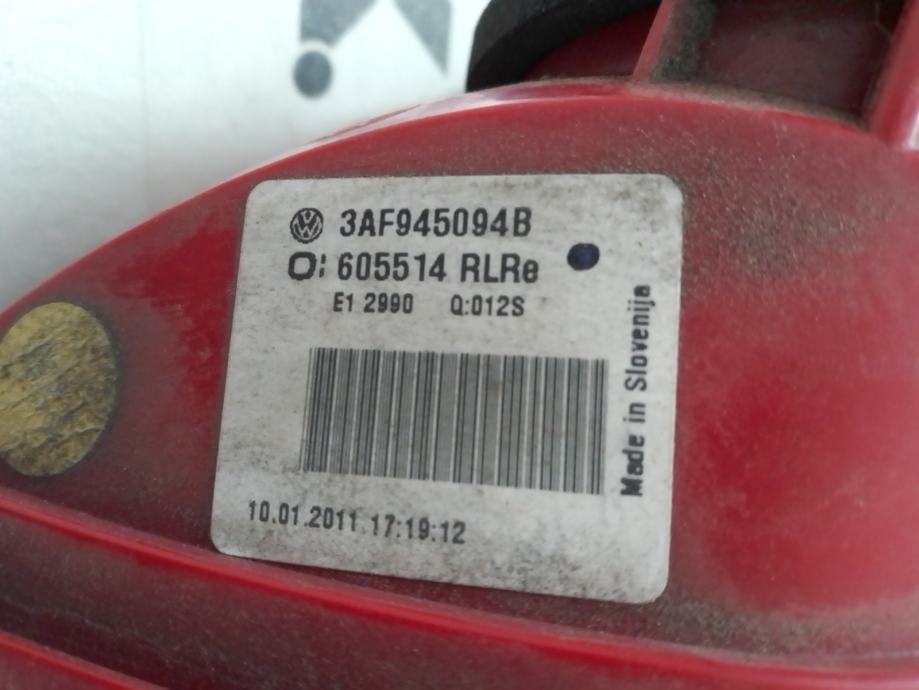 3AF945094B
O: 605514 RLRe
E1 2990 Q:012S
Made in Slovenija
10.01.2011 17:19:12